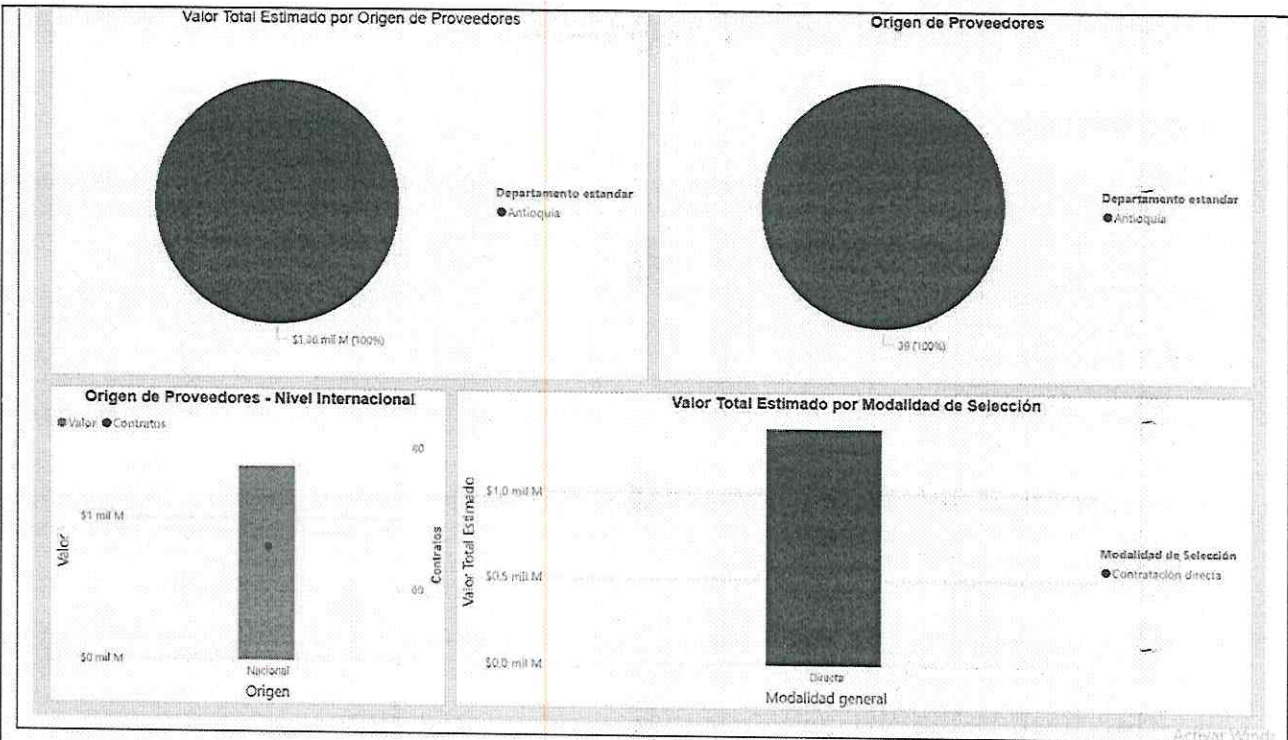 Valor Total Estimado por Origen de Proveedores
Departamento estandar
Antioquia
$1,36 mil M (100%)
Origen de Proveedores
Departamento estandar
Antioquia
39 (100%)
Origen de Proveedores - Nivel Internacional
Valor Contratos
80
$1 mil M
60
$0 mil M
Valor
Contratos
Nacional
Origen
Valor Total Estimado por Modalidad de Selección
Valor Total Estimado
$1,0 mil M
$0,5 mil M
$0,0 mil M
Directa
Modalidad general
Modalidad de Selección
Contratación directa